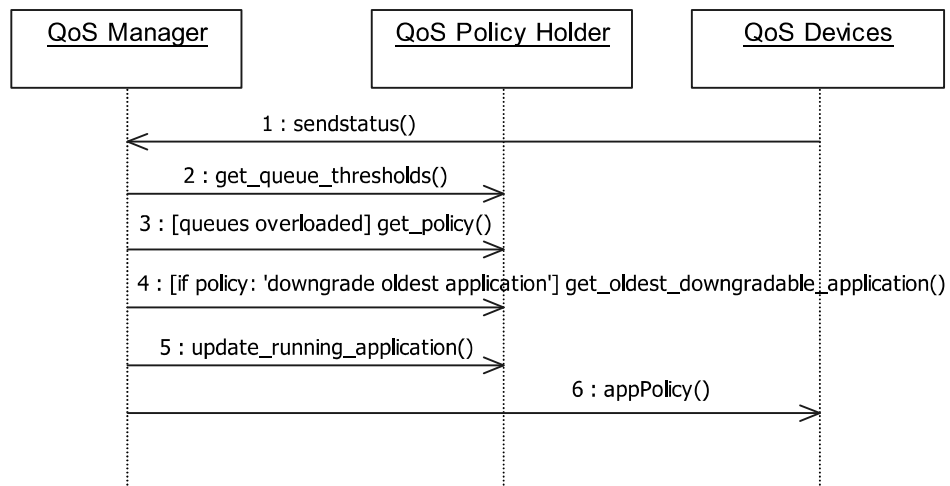 QoS Manager
QoS Policy Holder
QoS Devices
1 : sendstatus()
2 : get_queue_thresholds()
3 : [queues overloaded] get_policy()
4 : [if policy: 'downgrade oldest application'] get_oldest_downgradable_application()
5 : update_running_application()
6 : appPolicy()